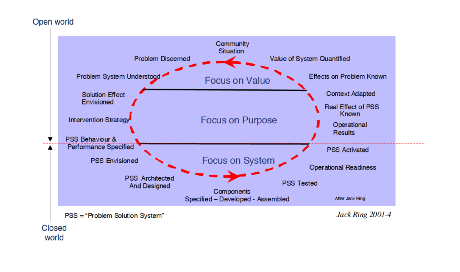 Open world
Community
Situation
Problem Discerned
Value of System Quantified
Problem System Understood
Focus on Value
Effects on Problem Known
Solution Effect
Envisioned
Context Adapted
Real Effect of PSS
Known
Intervention Strategy
Focus on Purpose
Operational
Results
PSS Behaviour &
Performance Specified
PSS Activated
PSS Envisioned
Focus on System
Operational Readiness
PSS Architected
And Designed
PSS Tested
Components
Specified – Developed - Assembled
After Jack Ring
PSS = "Problem Solution System"
Jack Ring 2001-4
Closed
world